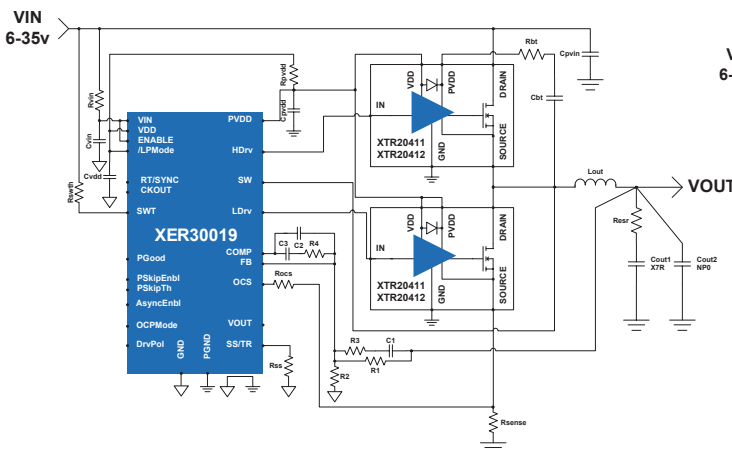 VIN
6-35v
Rvin
Cvin
Cvdd
Rswth
VIN
VDD
ENABLE
/LPMode
RT/SYNC
CKOUT
SWT
XER30019
PGood
PSkipEnbl
PSkipTh
AsyncEnbl
OCPMode
DrvPol
GND
PGND
PVDD
HDrv
SW
LDrv
COMP
FB
OCS
VOUT
SS/TR
Rpvdd
Cpvdd
C3
C2
R4
Rocs
Rss
R3
C1
R1
R2
VDD
PVDD
DRAIN
IN
GND
SOURCE
XTR20411
XTR20412
VDD
PVDD
DRAIN
IN
GND
SOURCE
XTR20411
XTR20412
Rbt
Cbt
Cpvin
Lout
VOUT
Resr
Cout1
X7R
Cout2
NP0
Rsense
V
6-